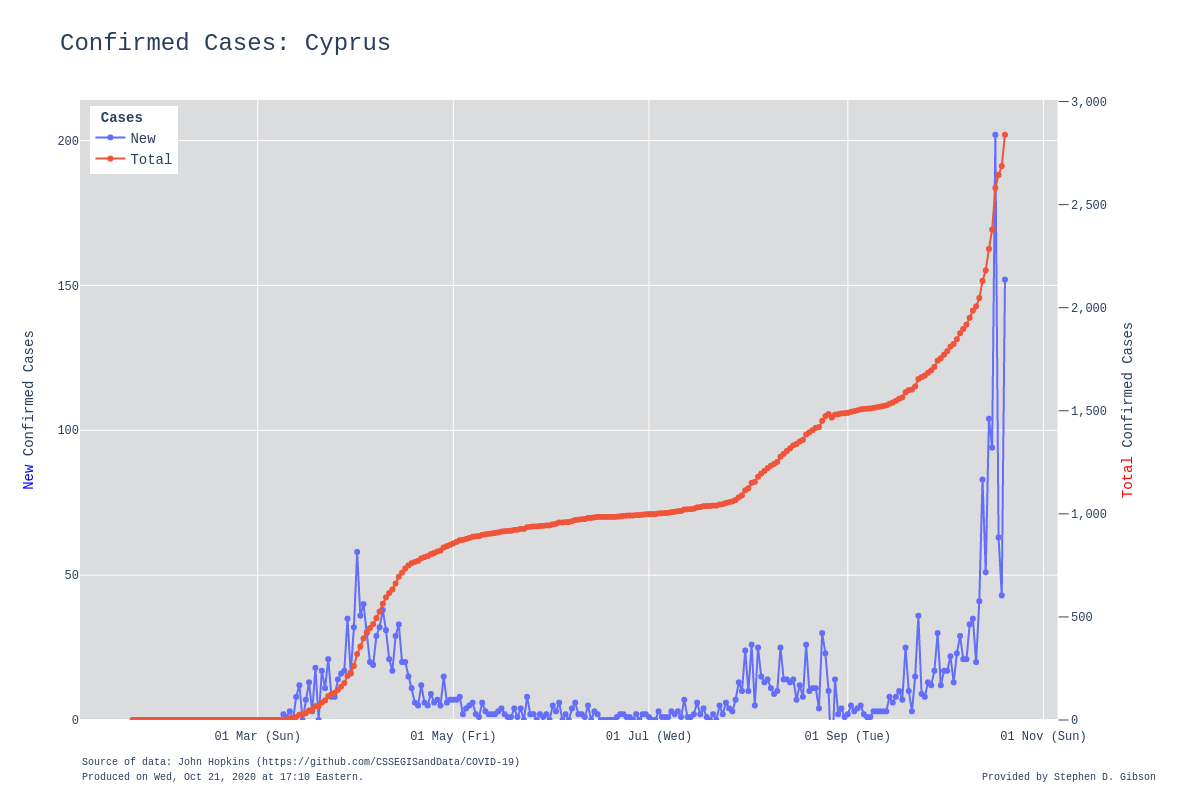 Confirmed Cases: Cyprus
Cases
New
Total
200
150
100
50
0
3,000
2,500
2,000
1,500
1,000
500
0
New Confirmed Cases
Total Confirmed Cases
01 Mar (Sun)
01 May (Fri)
01 Jul (Wed)
01 Sep (Tue)
01 Nov (Sun)
Source of data: John Hopkins (https://github.com/CSSEGISandData/COVID-19)
Produced on Wed, Oct 21, 2020 at 17:10 Eastern.
Provided by Stephen D. Gibson